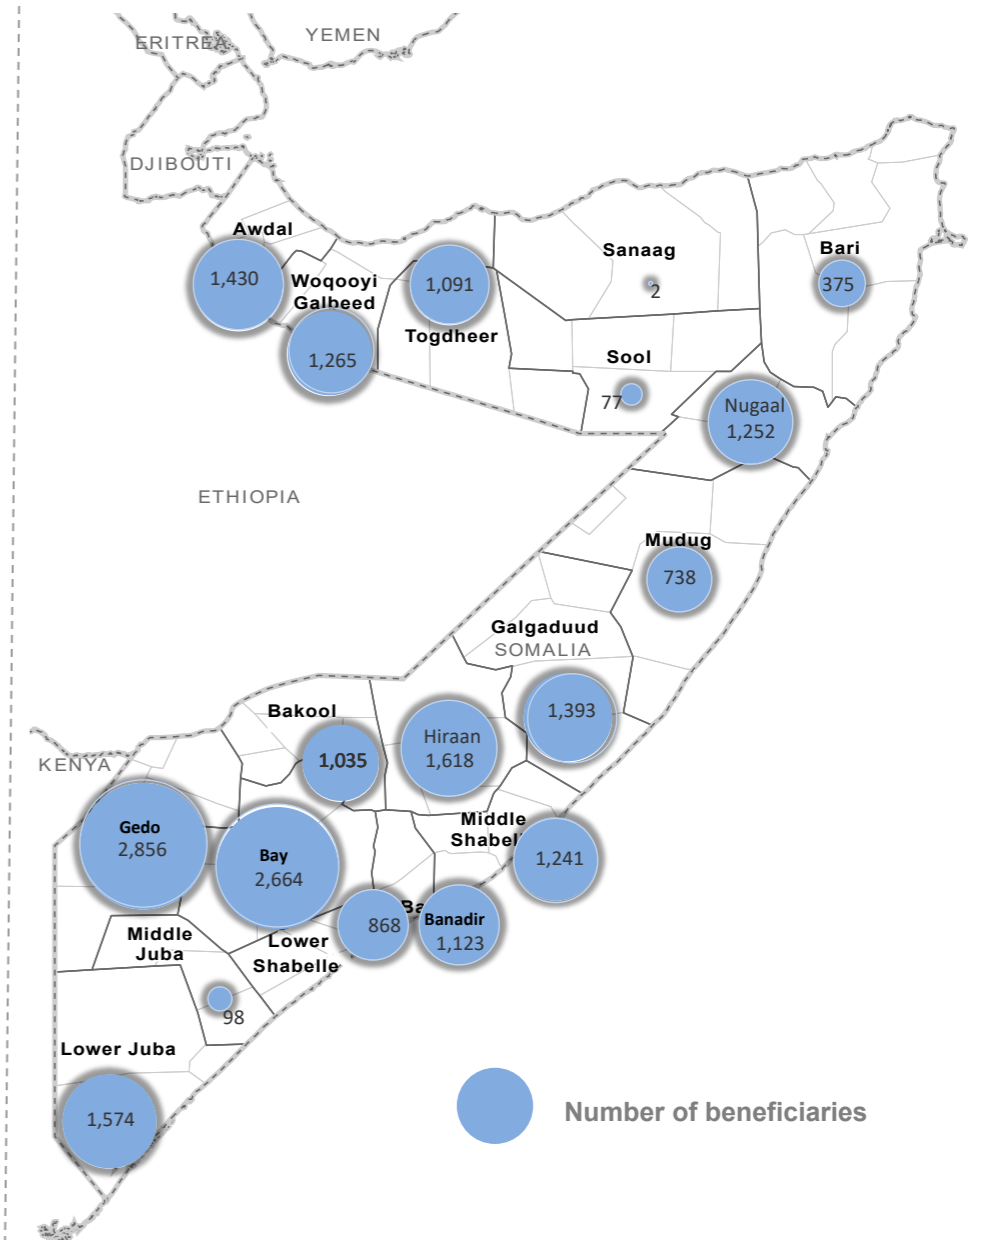 YEMEN
ERITREA
DJIBOUTI
Awdal
1,430
Woqooyi
Galbeed
1,265
1,091
Togdheer
Sanaag
2
Bari
375
Sool
77
Nugaal
1,252
ETHIOPIA
Mudug
738
Galgaduud
SOMALIA
1,393
Bakool
1,035
Hiraan
1,618
KENYA
Gedo
2,856
Bay
2,664
Middle
Shabel
1,241
868
Ba
Banadir
1,123
Middle
Juba
Lower
Shabelle
98
Lower Juba
1,574
Number of beneficiaries